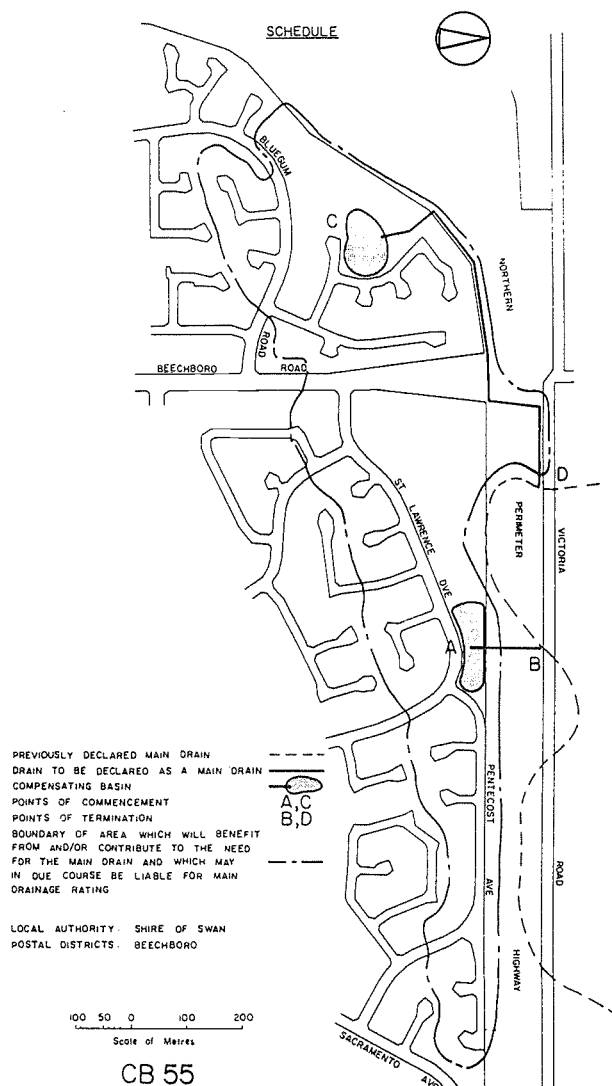 SCHEDULE
BLUEGUM
C
NORTHERN
ROAD
BEECHBORO ROAD
D
ST LAWRENCE DVE
PERIMETER
VICTORIA
A
B
PENTECOST
AVE
ROAD
HIGHWAY
SACRAMENTO
AVE
PREVIOUSLY DECLARED MAIN DRAIN
DRAIN TO BE DECLARED AS A MAIN DRAIN
COMPENSATING BASIN
POINTS OF COMMENCEMENT A,C
POINTS OF TERMINATION B,D
BOUNDARY OF AREA WHICH WILL BENEFIT
FROM AND/OR CONTRIBUTE TO THE NEED
FOR THE MAIN DRAIN AND WHICH MAY
IN DUE COURSE BE LIABLE FOR MAIN
DRAINAGE RATING
LOCAL AUTHORITY: SHIRE OF SWAN
POSTAL DISTRICTS: BEECHBORO
100 50 0 200
Scale of Metres
CB 55